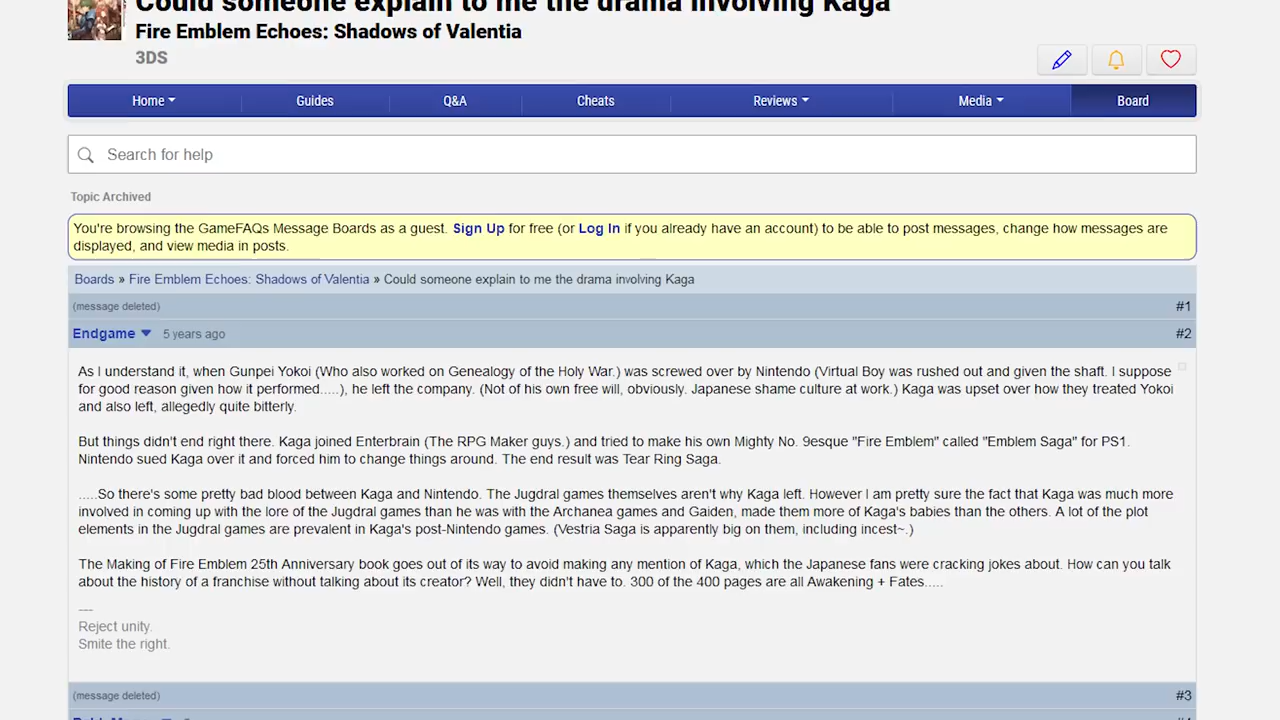 Could someone explain to me the drama involving Kaga
Fire Emblem Echoes: Shadows of Valentia
3DS
Home Guides Q&A Cheats Reviews Media Board
Search for help
Topic Archived
You're browsing the GameFAQs Message Boards as a guest. Sign Up for free (or Log In if you already have an account) to be able to post messages, change how messages are
displayed, and view media in posts.
Boards » Fire Emblem Echoes: Shadows of Valentia » Could someone explain to me the drama involving Kaga
(message deleted) #1
Endgame 5 years ago #2
As I understand it, when Gunpei Yokoi (Who also worked on Genealogy of the Holy War.) was screwed over by Nintendo (Virtual Boy was rushed out and given the shaft. I suppose
for good reason given how it performed.....), he left the company. (Not of his own free will, obviously. Japanese shame culture at work.) Kaga was upset over how they treated Yokoi
and also left, allegedly quite bitterly.
But things didn't end right there. Kaga joined Enterbrain (The RPG Maker guys.) and tried to make his own Mighty No. 9esque "Fire Emblem" called "Emblem Saga" for PS1.
Nintendo sued Kaga over it and forced him to change things around. The end result was Tear Ring Saga.
.....So there's some pretty bad blood between Kaga and Nintendo. The Jugdral games themselves aren't why Kaga left. However I am pretty sure the fact that Kaga was much more
involved in coming up with the lore of the Jugdral games than he was with the Archanea games and Gaiden, made them more of Kaga's babies than the others. A lot of the plot
elements in the Jugdral games are prevalent in Kaga's post-Nintendo games. (Vestria Saga is apparently big on them, including incest~.)
The Making of Fire Emblem 25th Anniversary book goes out of its way to avoid making any mention of Kaga, which the Japanese fans were cracking jokes about. How can you talk
about the history of a franchise without talking about its creator? Well, they didn't have to. 300 of the 400 pages are all Awakening + Fates.....
---
Reject unity.
Smite the right.
(message deleted) #3